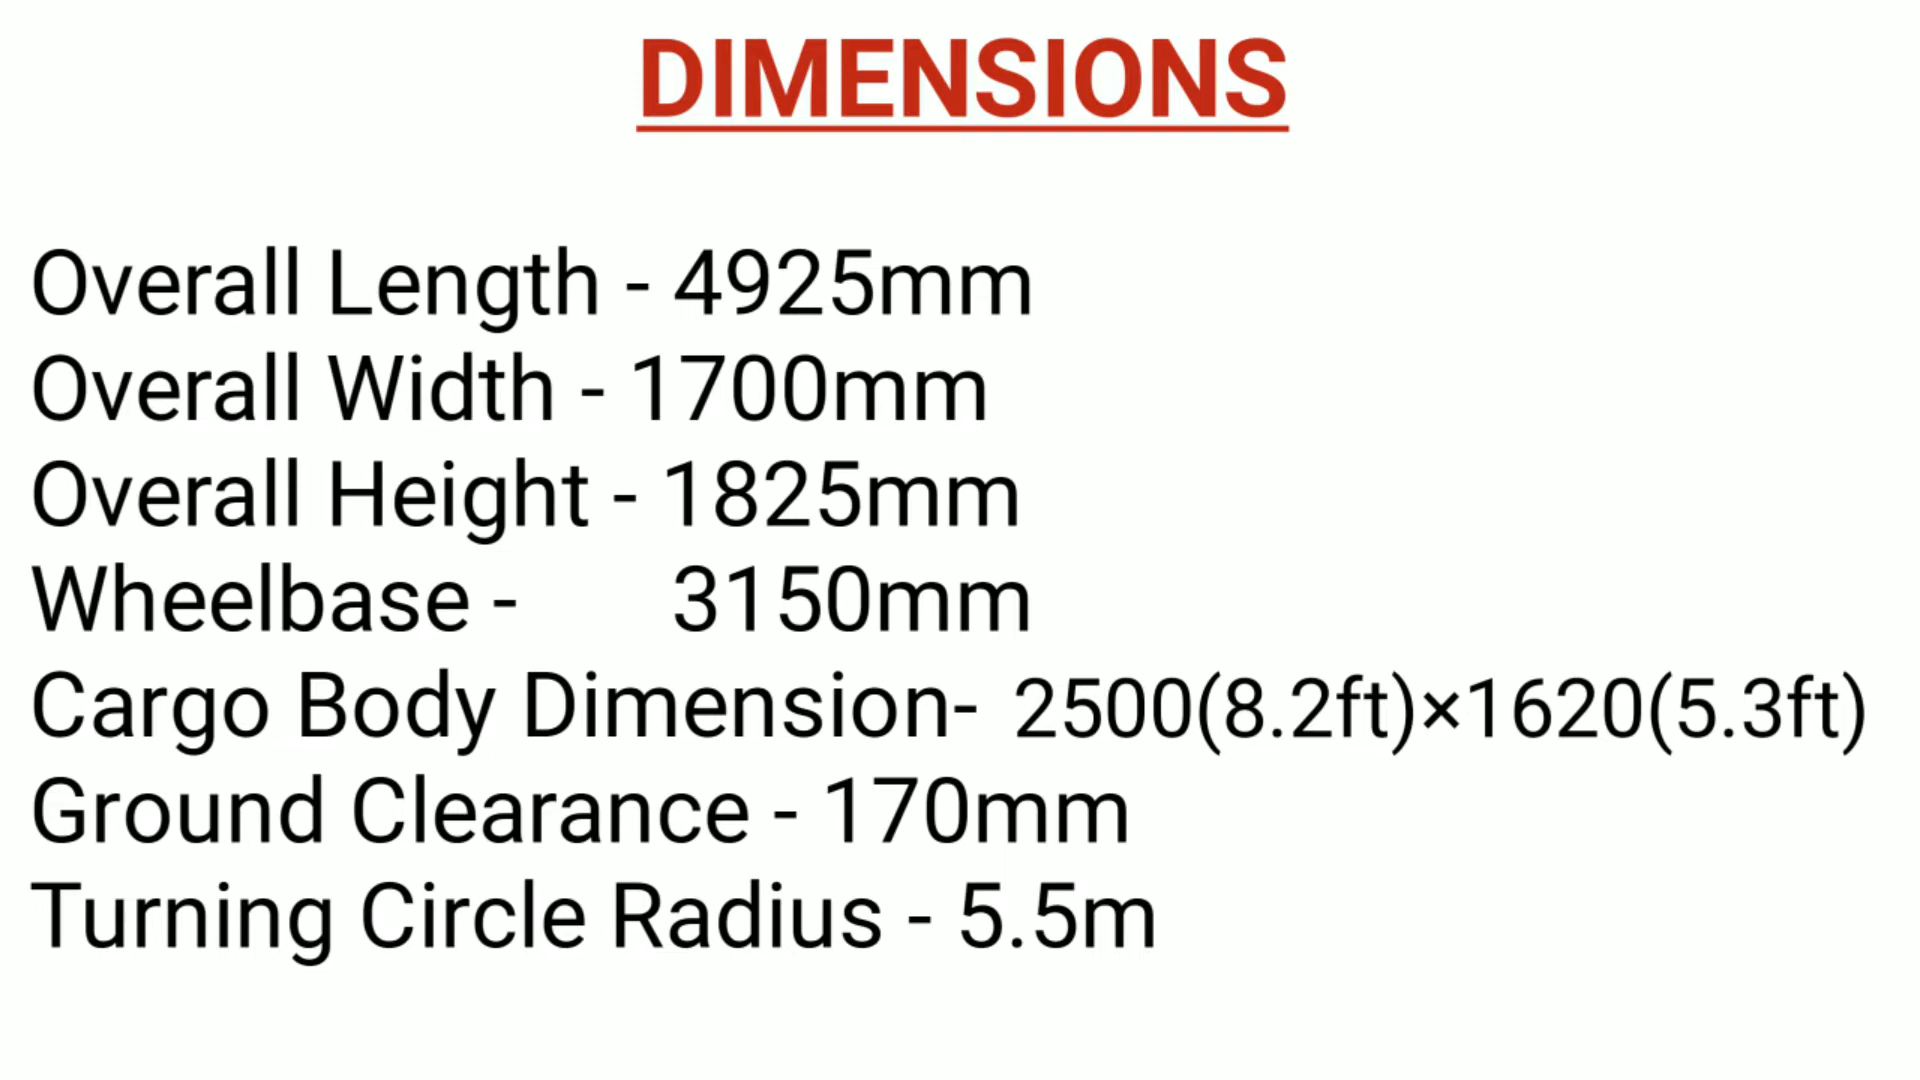 DIMENSIONS
Overall Length - 4925mm
Overall Width - 1700mm
Overall Height - 1825mm
Wheelbase - 3150mm
Cargo Body Dimension- 2500(8.2ft)×1620(5.3ft)
Ground Clearance - 170mm
Turning Circle Radius - 5.5m